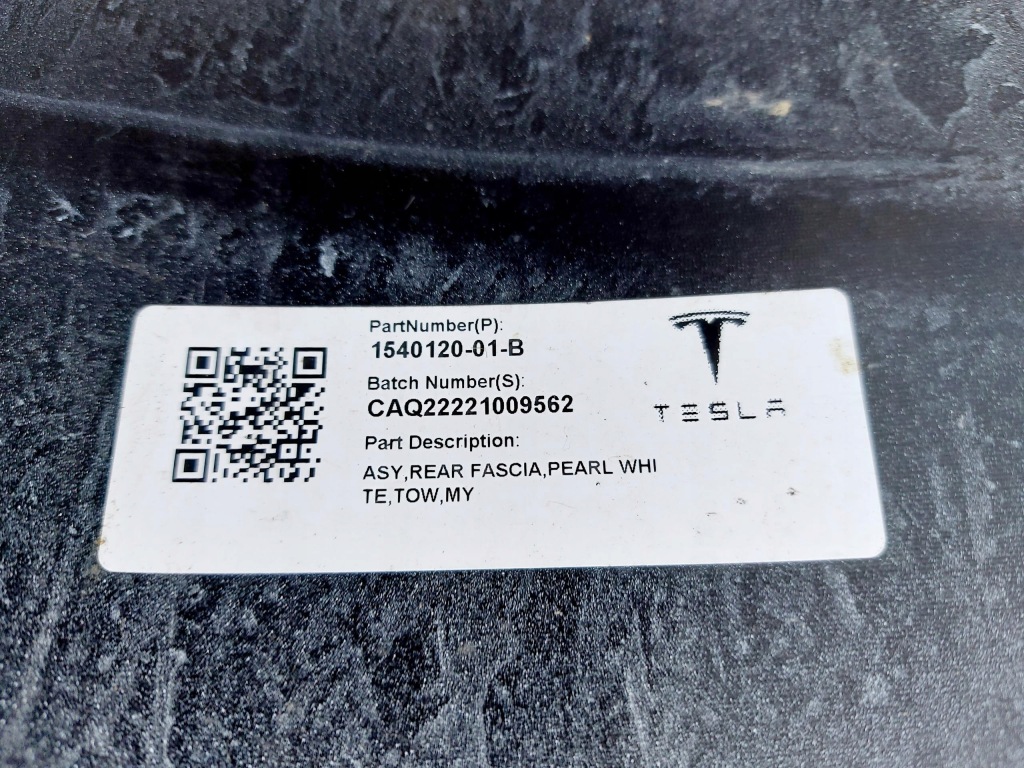 PartNumber(P):
1540120-01-B
Batch Number(S):
CAQ22221009562
Part Description:
ASY,REAR FASCIA,PEARL WHI
TE,TOW,MY
TESLA